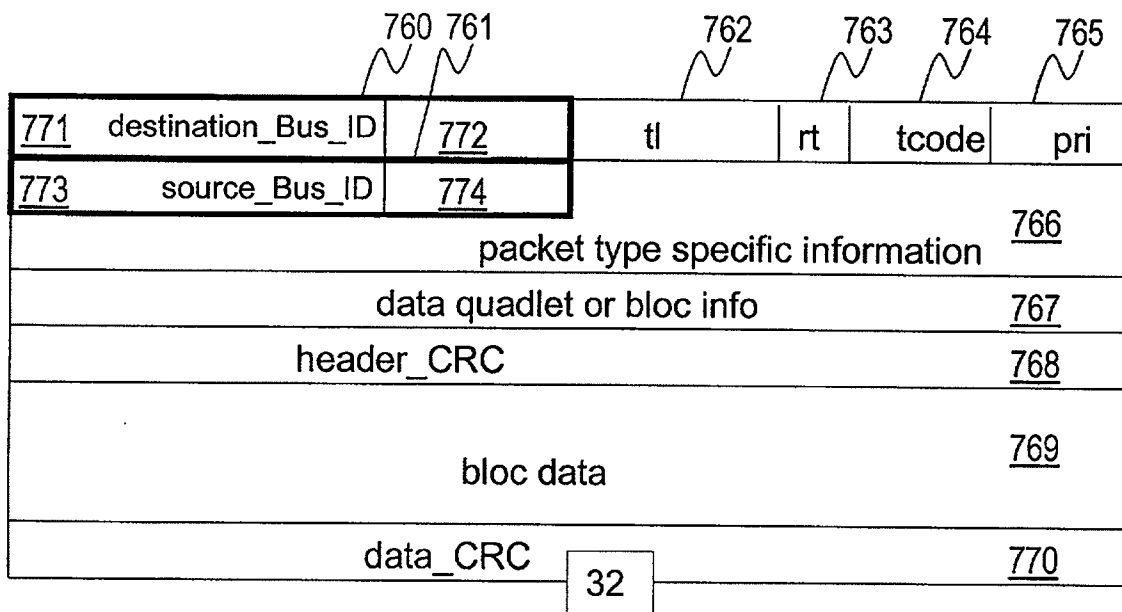 760 761 762 763 764 765
771 destination_Bus_ID 772 tl rt tcode pri
773 source_Bus_ID 774
766
packet type specific information
data quadlet or bloc info 767
header_CRC 768
769
bloc data
data_CRC 770
32